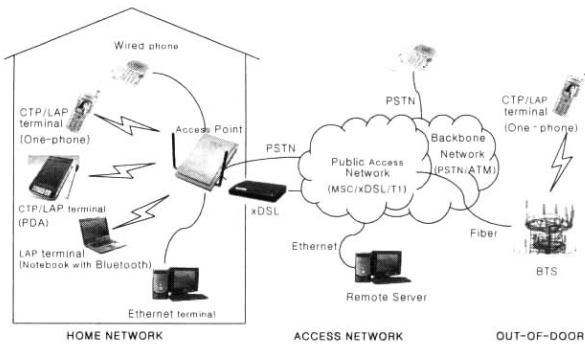 Wired phone
CTP/LAP
terminal
(One-phone)
Access Point
CTP/LAP terminal
(PDA)
LAP terminal
(Notebook with Bluetooth)
Ethernet terminal
xDSL
PSTN
PSTN
Public Access
Network
(MSC/xDSL/T1)
Backbone
Network
(PSTN/ATM)
Ethernet
Remote Server
Fiber
CTP/LAP
terminal
(One-phone)
BTS
HOME NETWORK
ACCESS NETWORK
OUT-OF-DOOR